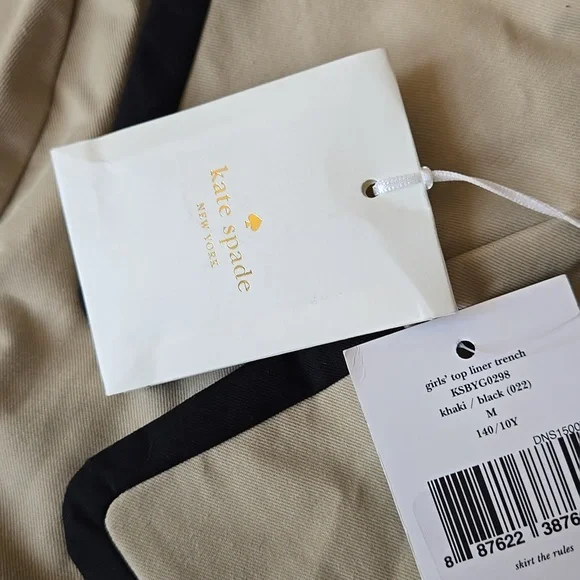 kate spade
NEW YORK
girls' top liner trench
KSBYG0298
khaki / black (022)
M
140/10Y
DNS1500
8 87622 3876
skirt the rules